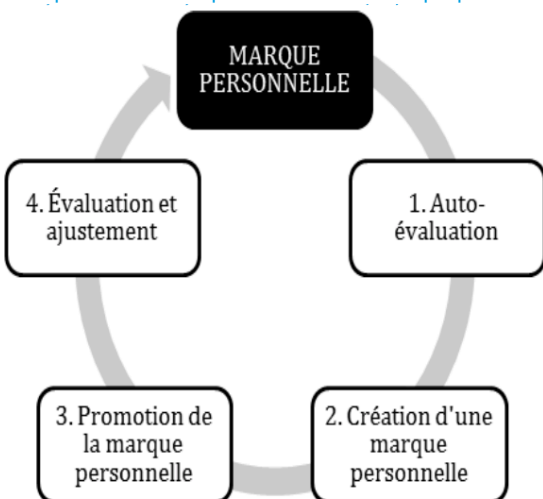 MARQUE
PERSONNELLE
1. Auto-
évaluation
2. Création d'une
marque
personnelle
3. Promotion de
la marque
personnelle
4. Évaluation et
ajustement